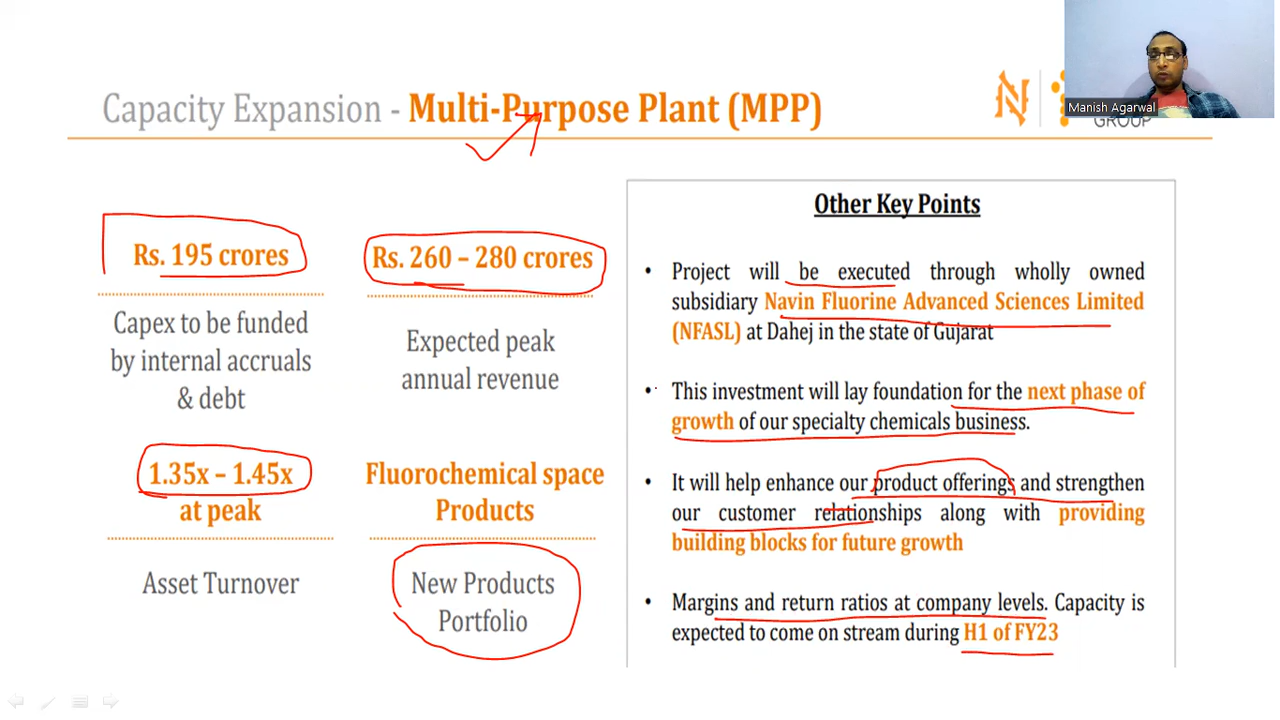 Capacity Expansion - Multi-Purpose Plant (MPP)
Manish Agarwal
GROUP
Rs. 195 crores
Capex to be funded
by internal accruals
& debt
Rs. 260 – 280 crores
Expected peak
annual revenue
1.35x – 1.45x
at peak
Asset Turnover
Fluorochemical space
Products
New Products
Portfolio
Other Key Points
• Project will be executed through wholly owned
subsidiary Navin Fluorine Advanced Sciences Limited
(NFASL) at Dahej in the state of Gujarat
• This investment will lay foundation for the next phase of
growth of our specialty chemicals business.
• It will help enhance our product offerings and strengthen
our customer relationships along with providing
building blocks for future growth
• Margins and return ratios at company levels. Capacity is
expected to come on stream during H1 of FY23